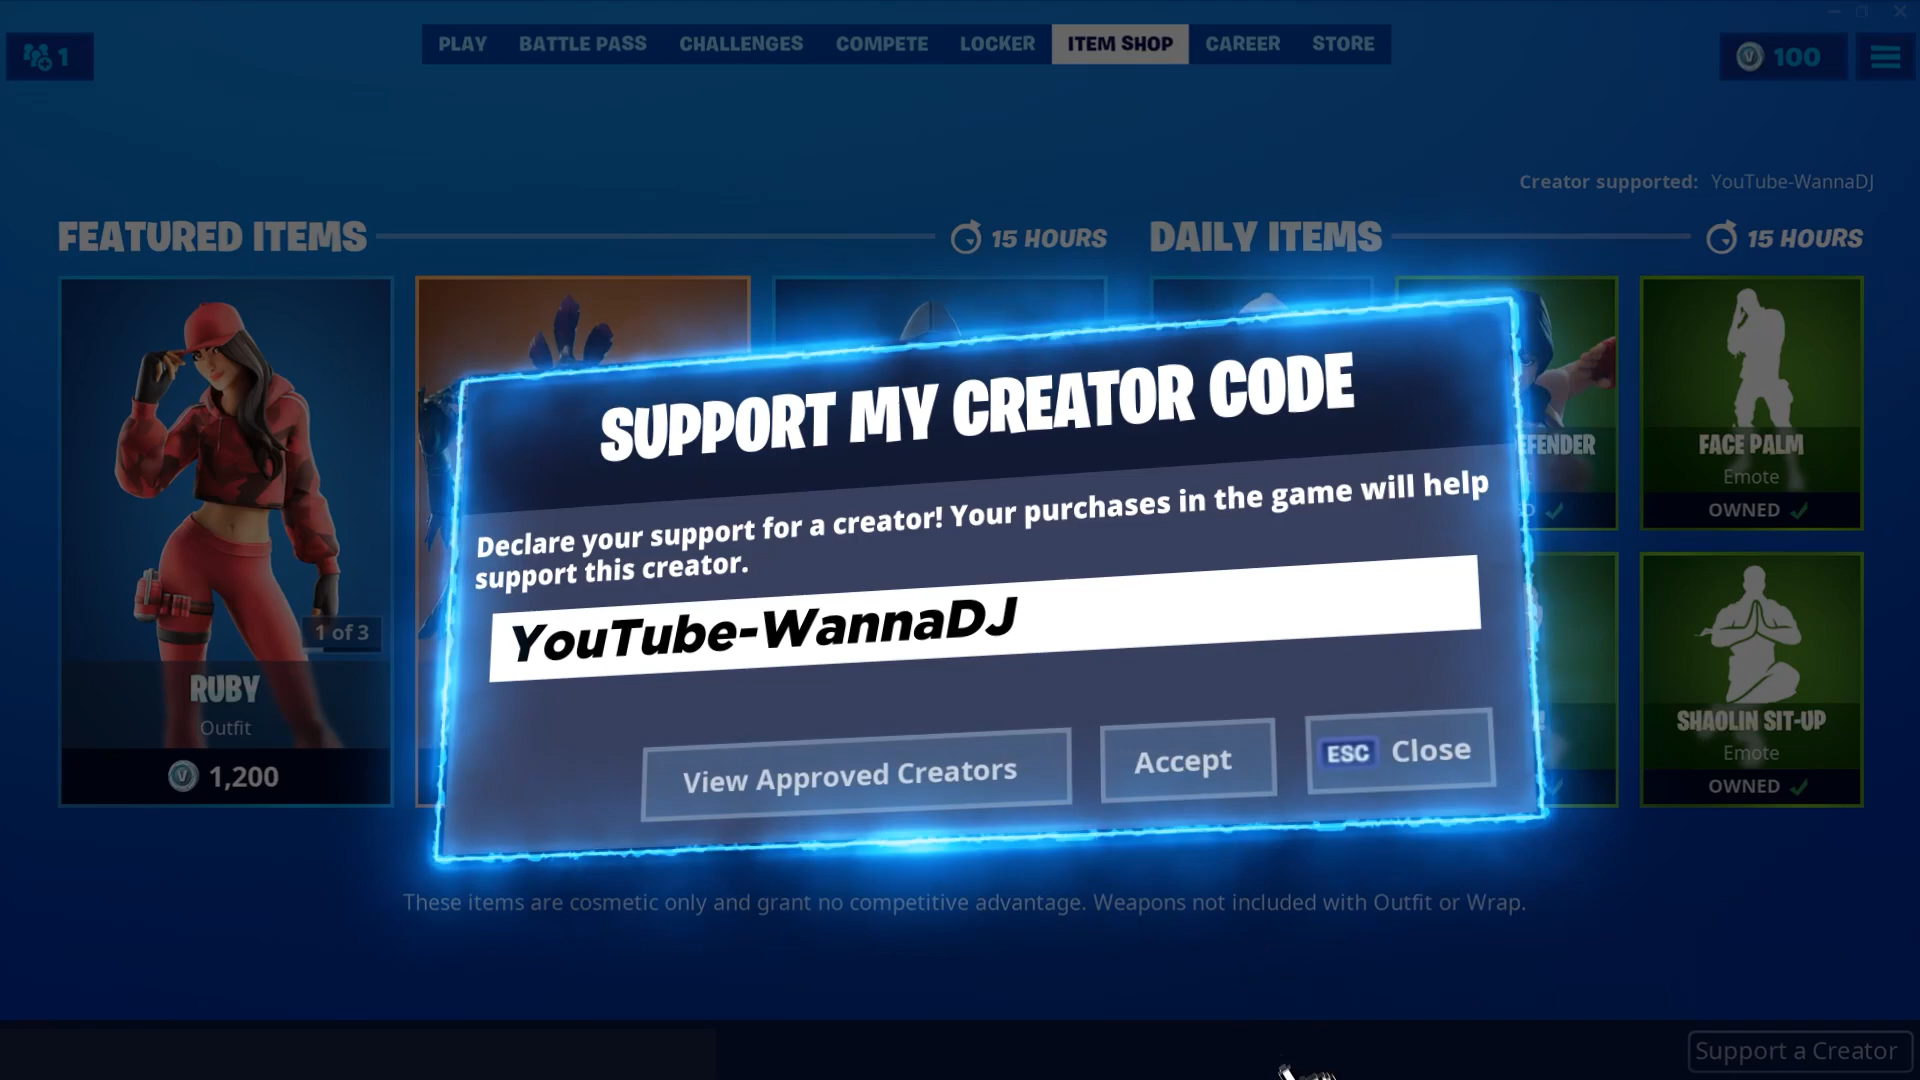 1
PLAY
BATTLE PASS
CHALLENGES
COMPETE
LOCKER
ITEM SHOP
CAREER
STORE
100
Creator supported: YouTube-WannaDJ
FEATURED ITEMS
15 HOURS
DAILY ITEMS
15 HOURS
1 of 3
RUBY
Outfit
1,200
SUPPORT MY CREATOR CODE
Declare your support for a creator! Your purchases in the game will help
support this creator.
YouTube-WannaDJ
View Approved Creators
Accept
ESC Close
FACE PALM
Emote
OWNED
SHAOLIN SIT-UP
Emote
OWNED
These items are cosmetic only and grant no competitive advantage. Weapons not included with Outfit or Wrap.
Support a Creator